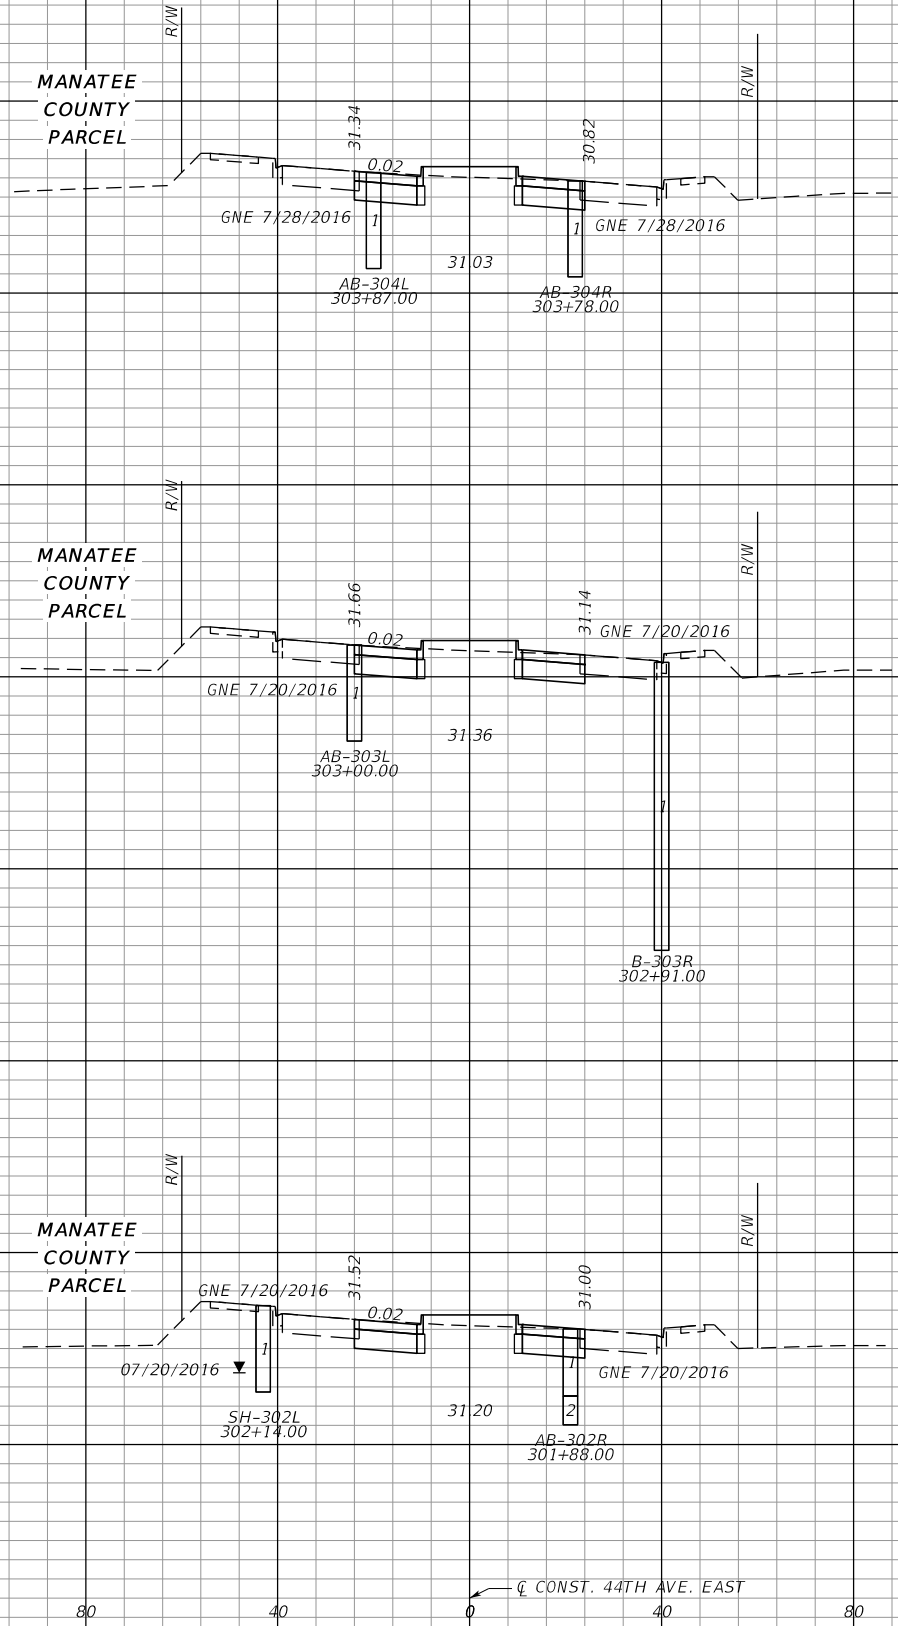 R/W
R/W
MANATEE
COUNTY
PARCEL
31.34
30.82
0.02
GNE 7/28/2016
1
1
GNE 7/28/2016
31.03
AB-304L
303+87.00
AB-304R
303+78.00
R/W
R/W
MANATEE
COUNTY
PARCEL
31.66
31.14
0.02
GNE 7/20/2016
GNE 7/20/2016
1
31.36
AB-303L
303+00.00
1
B-303R
302+91.00
R/W
R/W
MANATEE
COUNTY
PARCEL
31.52
31.00
GNE 7/20/2016
0.02
1
1
07/20/2016
GNE 7/20/2016
31.20
2
SH-302L
302+14.00
AB-302R
301+88.00
℄ CONST. 44TH AVE. EAST
80 40 0 40 80